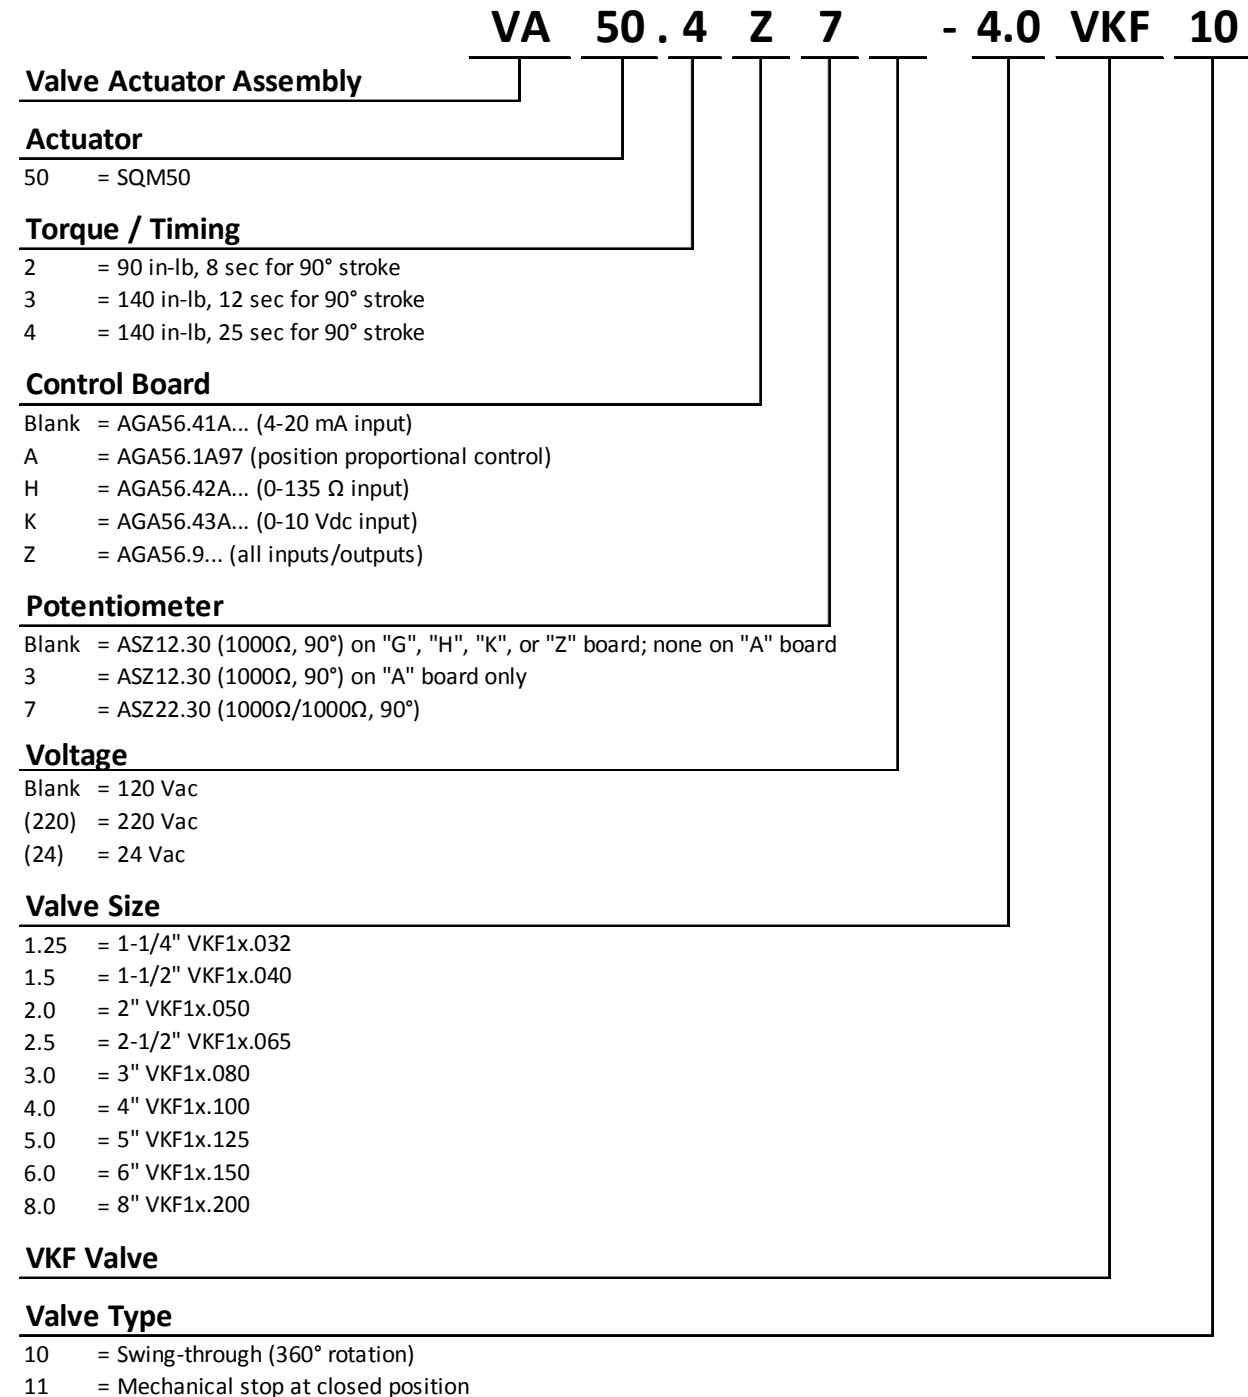 VA 50 . 4 Z 7 - 4.0 VKF 10
Valve Actuator Assembly
Actuator
50 = SQM50
Torque / Timing
2 = 90 in-lb, 8 sec for 90° stroke
3 = 140 in-lb, 12 sec for 90° stroke
4 = 140 in-lb, 25 sec for 90° stroke
Control Board
Blank = AGA56.41A... (4-20 mA input)
A = AGA56.1A97 (position proportional control)
H = AGA56.42A... (0-135 Ω input)
K = AGA56.43A... (0-10 Vdc input)
Z = AGA56.9... (all inputs/outputs)
Potentiometer
Blank = ASZ12.30 (1000Ω, 90°) on "G", "H", "K", or "Z" board; none on "A" board
3 = ASZ12.30 (1000Ω, 90°) on "A" board only
7 = ASZ22.30 (1000Ω/1000Ω, 90°)
Voltage
Blank = 120 Vac
(220) = 220 Vac
(24) = 24 Vac
Valve Size
1.25 = 1-1/4" VKF1x.032
1.5 = 1-1/2" VKF1x.040
2.0 = 2" VKF1x.050
2.5 = 2-1/2" VKF1x.065
3.0 = 3" VKF1x.080
4.0 = 4" VKF1x.100
5.0 = 5" VKF1x.125
6.0 = 6" VKF1x.150
8.0 = 8" VKF1x.200
VKF Valve
Valve Type
10 = Swing-through (360° rotation)
11 = Mechanical stop at closed position